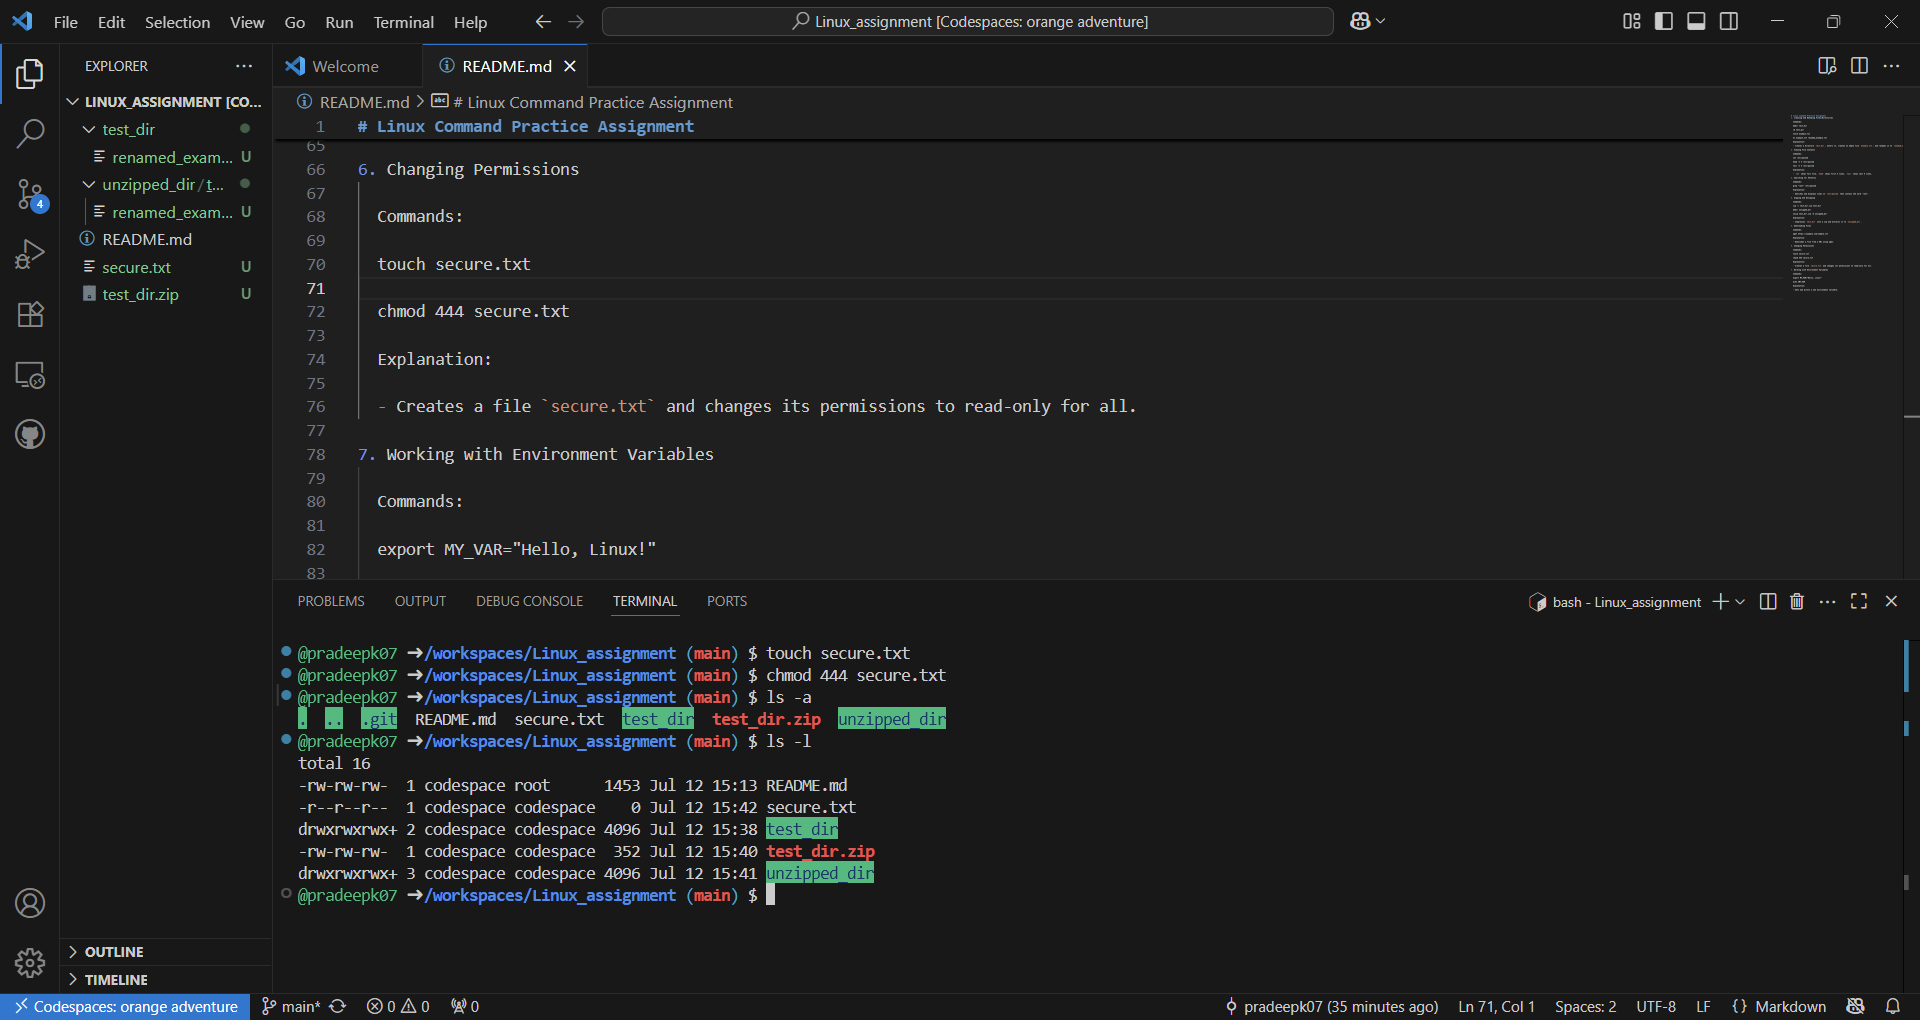 File Edit Selection View Go Run Terminal Help
Linux_assignment [Codespaces: orange adventure]
EXPLORER
LINUX_ASSIGNMENT [CO...
test_dir
renamed_exam... U
unzipped_dir/t...
renamed_exam... U
README.md
secure.txt U
test_dir.zip U
4
OUTLINE
TIMELINE
Welcome
README.md
README.md > # Linux Command Practice Assignment
1 # Linux Command Practice Assignment
65
66 6. Changing Permissions
67
68 Commands:
69
70 touch secure.txt
71
72 chmod 444 secure.txt
73
74 Explanation:
75
76 - Creates a file `secure.txt` and changes its permissions to read-only for all.
77
78 7. Working with Environment Variables
79
80 Commands:
81
82 export MY_VAR="Hello, Linux!"
83
PROBLEMS OUTPUT DEBUG CONSOLE TERMINAL PORTS
bash - Linux_assignment
@pradeepk07 ➜/workspaces/Linux_assignment (main) $ touch secure.txt
@pradeepk07 ➜/workspaces/Linux_assignment (main) $ chmod 444 secure.txt
@pradeepk07 ➜/workspaces/Linux_assignment (main) $ ls -a
. .. .git README.md secure.txt test_dir test_dir.zip unzipped_dir
@pradeepk07 ➜/workspaces/Linux_assignment (main) $ ls -l
total 16
-rw-rw-rw- 1 codespace root 1453 Jul 12 15:13 README.md
-r--r--r-- 1 codespace codespace 0 Jul 12 15:42 secure.txt
drwxrwxrwx+ 2 codespace codespace 4096 Jul 12 15:38 test_dir
-rw-rw-rw- 1 codespace codespace 352 Jul 12 15:40 test_dir.zip
drwxrwxrwx+ 3 codespace codespace 4096 Jul 12 15:41 unzipped_dir
@pradeepk07 ➜/workspaces/Linux_assignment (main) $
Codespaces: orange adventure main* 0 0 0 pradeepk07 (35 minutes ago) Ln 71, Col 1 Spaces: 2 UTF-8 LF {} Markdown